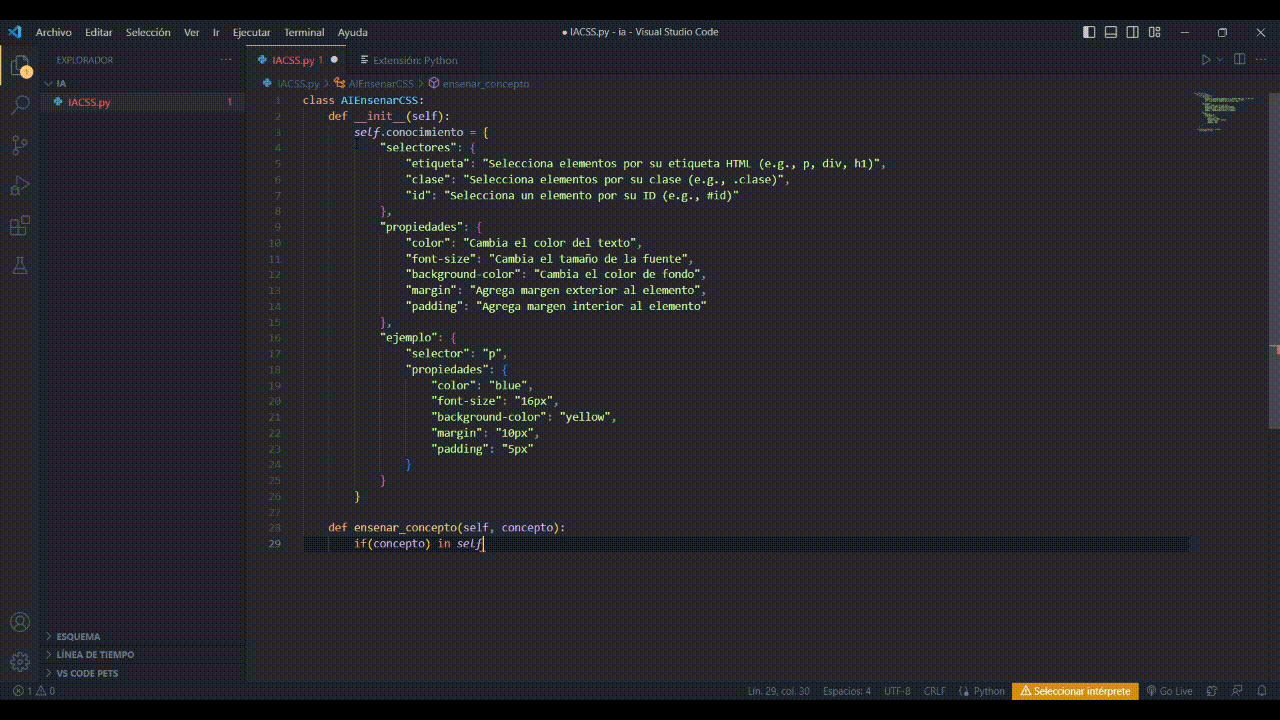 Archivo Editar Selección Ver Ir Ejecutar Terminal Ayuda
● IACSS.py - ia - Visual Studio Code
EXPLORADOR ···
IACSS.py 1 ●
Extensión: Python
IA
IACSS.py > AIEnsenarCSS > ensenar_concepto
IACSS.py 1
1 class AIEnsenarCSS:
2 def __init__(self):
3 self.conocimiento = {
4 "selectores": {
5 "etiqueta": "Selecciona elementos por su etiqueta HTML (e.g., p, div, h1)",
6 "clase": "Selecciona elementos por su clase (e.g., .clase)",
7 "id": "Selecciona un elemento por su ID (e.g., #id)"
8 },
9 "propiedades": {
10 "color": "Cambia el color del texto",
11 "font-size": "Cambia el tamaño de la fuente",
12 "background-color": "Cambia el color de fondo",
13 "margin": "Agrega margen exterior al elemento",
14 "padding": "Agrega margen interior al elemento"
15 },
16 "ejemplo": {
17 "selector": "p",
18 "propiedades": {
19 "color": "blue",
20 "font-size": "16px",
21 "background-color": "yellow",
22 "margin": "10px",
23 "padding": "5px"
24 }
25 }
26 }
27
28 def ensenar_concepto(self, concepto):
29 if(concepto) in self
1
ESQUEMA
LÍNEA DE TIEMPO
VS CODE PETS
1 0
Lín. 29, col. 30 Espacios: 4 UTF-8 CRLF Python Seleccionar intérprete Go Live